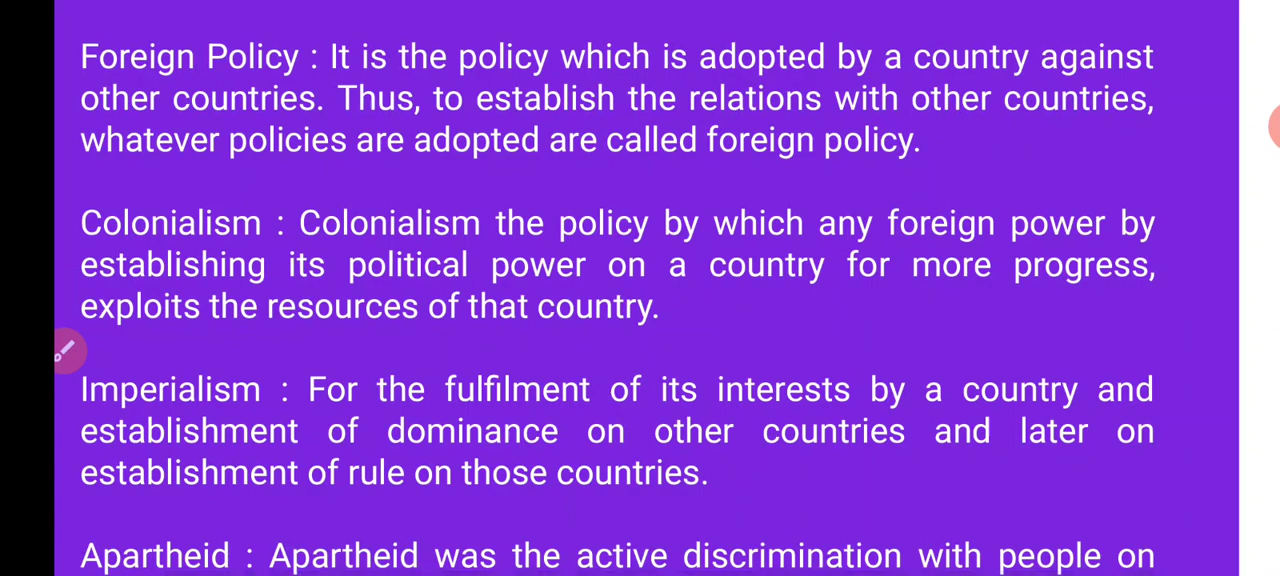 Foreign Policy : It is the policy which is adopted by a country against
other countries. Thus, to establish the relations with other countries,
whatever policies are adopted are called foreign policy.
Colonialism : Colonialism the policy by which any foreign power by
establishing its political power on a country for more progress,
exploits the resources of that country.
Imperialism : For the fulfilment of its interests by a country and
establishment of dominance on other countries and later on
establishment of rule on those countries.
Apartheid : Apartheid was the active discrimination with people on